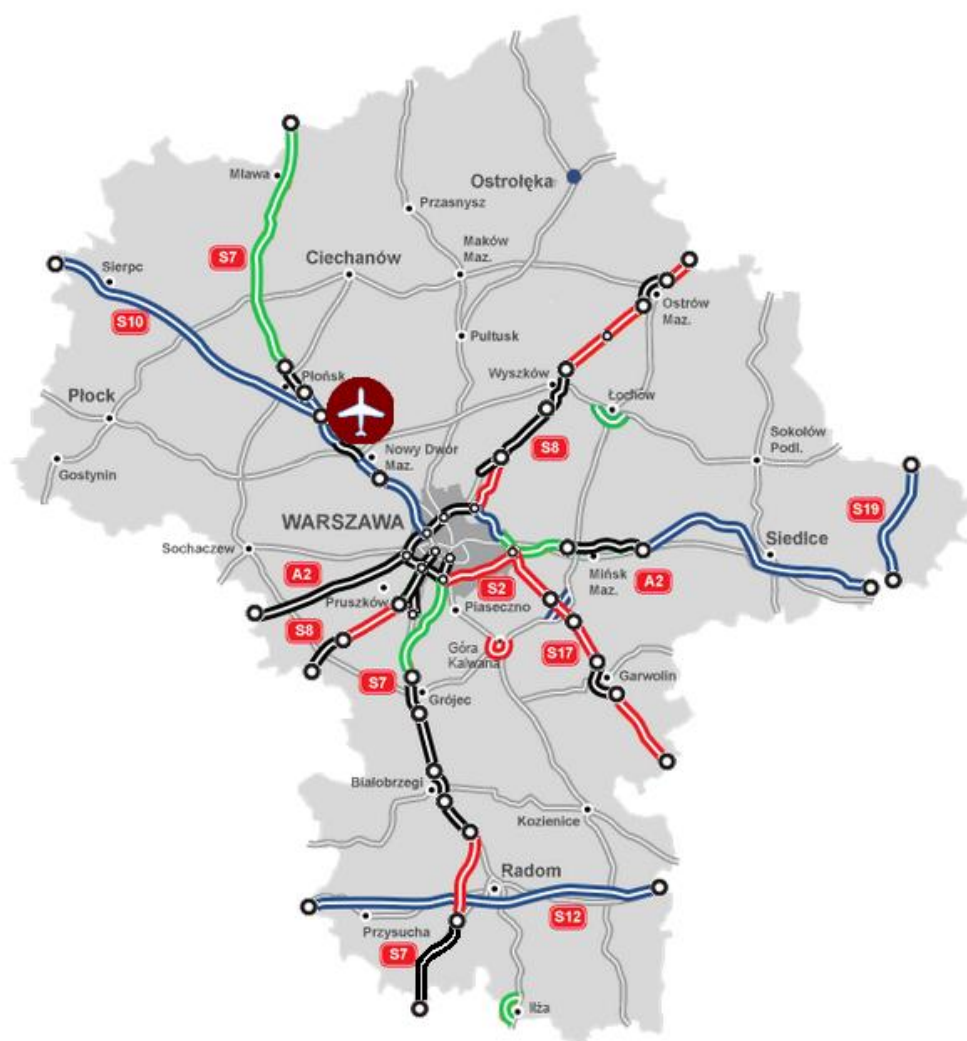 Mława
Ostrołęka
Przasnysz
S7
Ciechanów
Maków
Maz.
Sierpc
S10
Ostrów
Maz.
Pułtusk
Płońsk
Wyszków
Płock
Łochów
Nowy Dwór
Maz.
S8
Sokołów
Podl.
Gostynin
WARSZAWA
S19
Sochaczew
Siedlce
A2
S2
Mińsk
Maz.
A2
Pruszków
Piaseczno
S8
Góra
Kalwaria
S17
S7
Garwolin
Grójec
Białobrzegi
Kozienice
Radom
S12
Przysucha
S7
Iłża